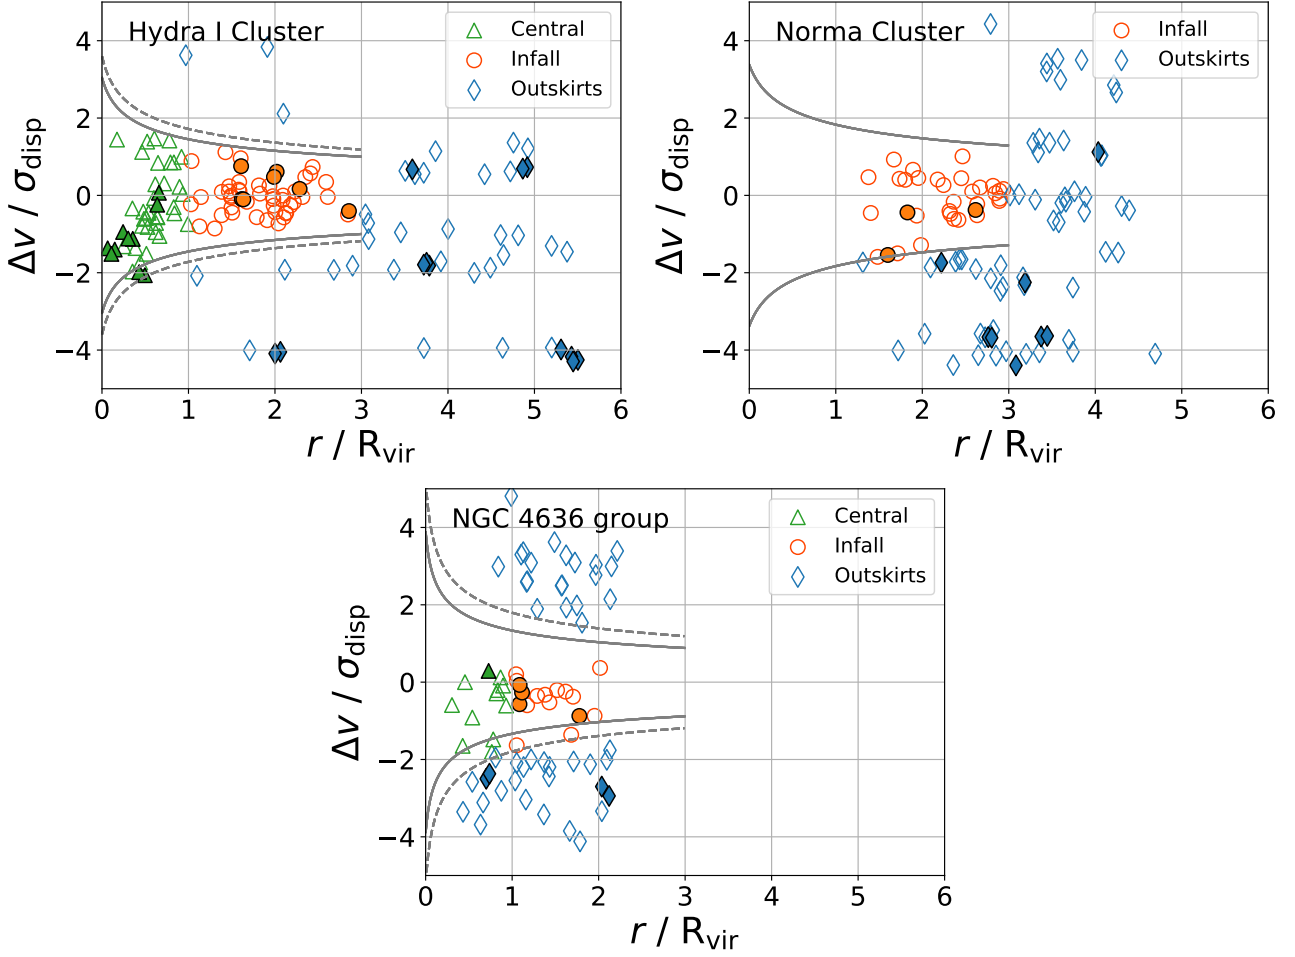 Hydra I Cluster
Central
Infall
Outskirts
4
2
0
−2
−4
Δv / σdisp
0 1 2 3 4 5 6
r / Rvir
Norma Cluster
Infall
Outskirts
4
2
0
−2
−4
Δv / σdisp
0 1 2 3 4 5 6
r / Rvir
NGC 4636 group
Central
Infall
Outskirts
4
2
0
−2
−4
Δv / σdisp
0 1 2 3 4 5 6
r / Rvir